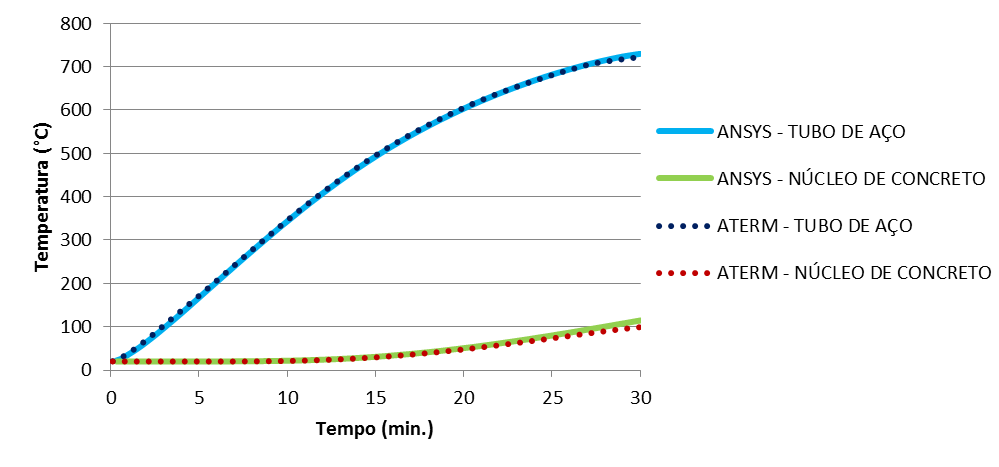 800
700
600
500
400
300
200
100
0
Temperatura (°C)
0 5 10 15 20 25 30
Tempo (min.)
ANSYS - TUBO DE AÇO
ANSYS - NÚCLEO DE CONCRETO
ATERM - TUBO DE AÇO
ATERM - NÚCLEO DE CONCRETO